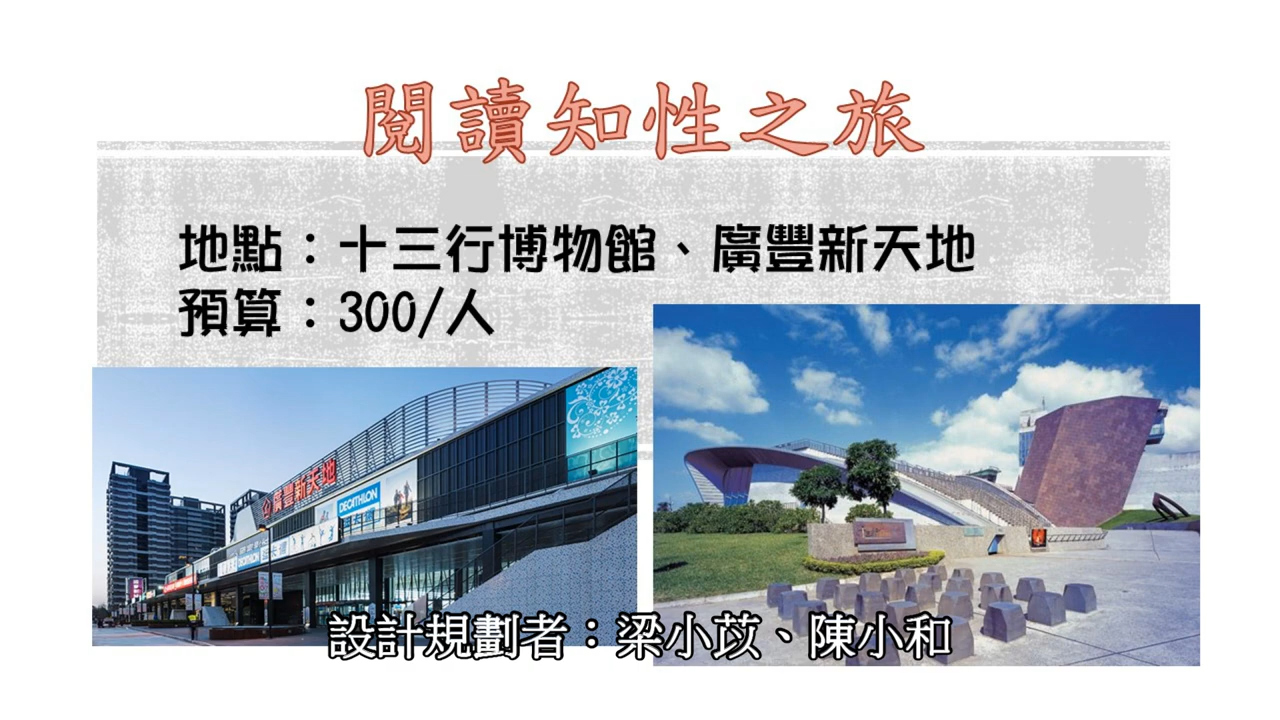 閱讀知性之旅
地點：十三行博物館、廣豐新天地
預算：300/人
廣豐新天地
DECATHLON
DECATHLON
設計規劃者：梁小苡、陳小和